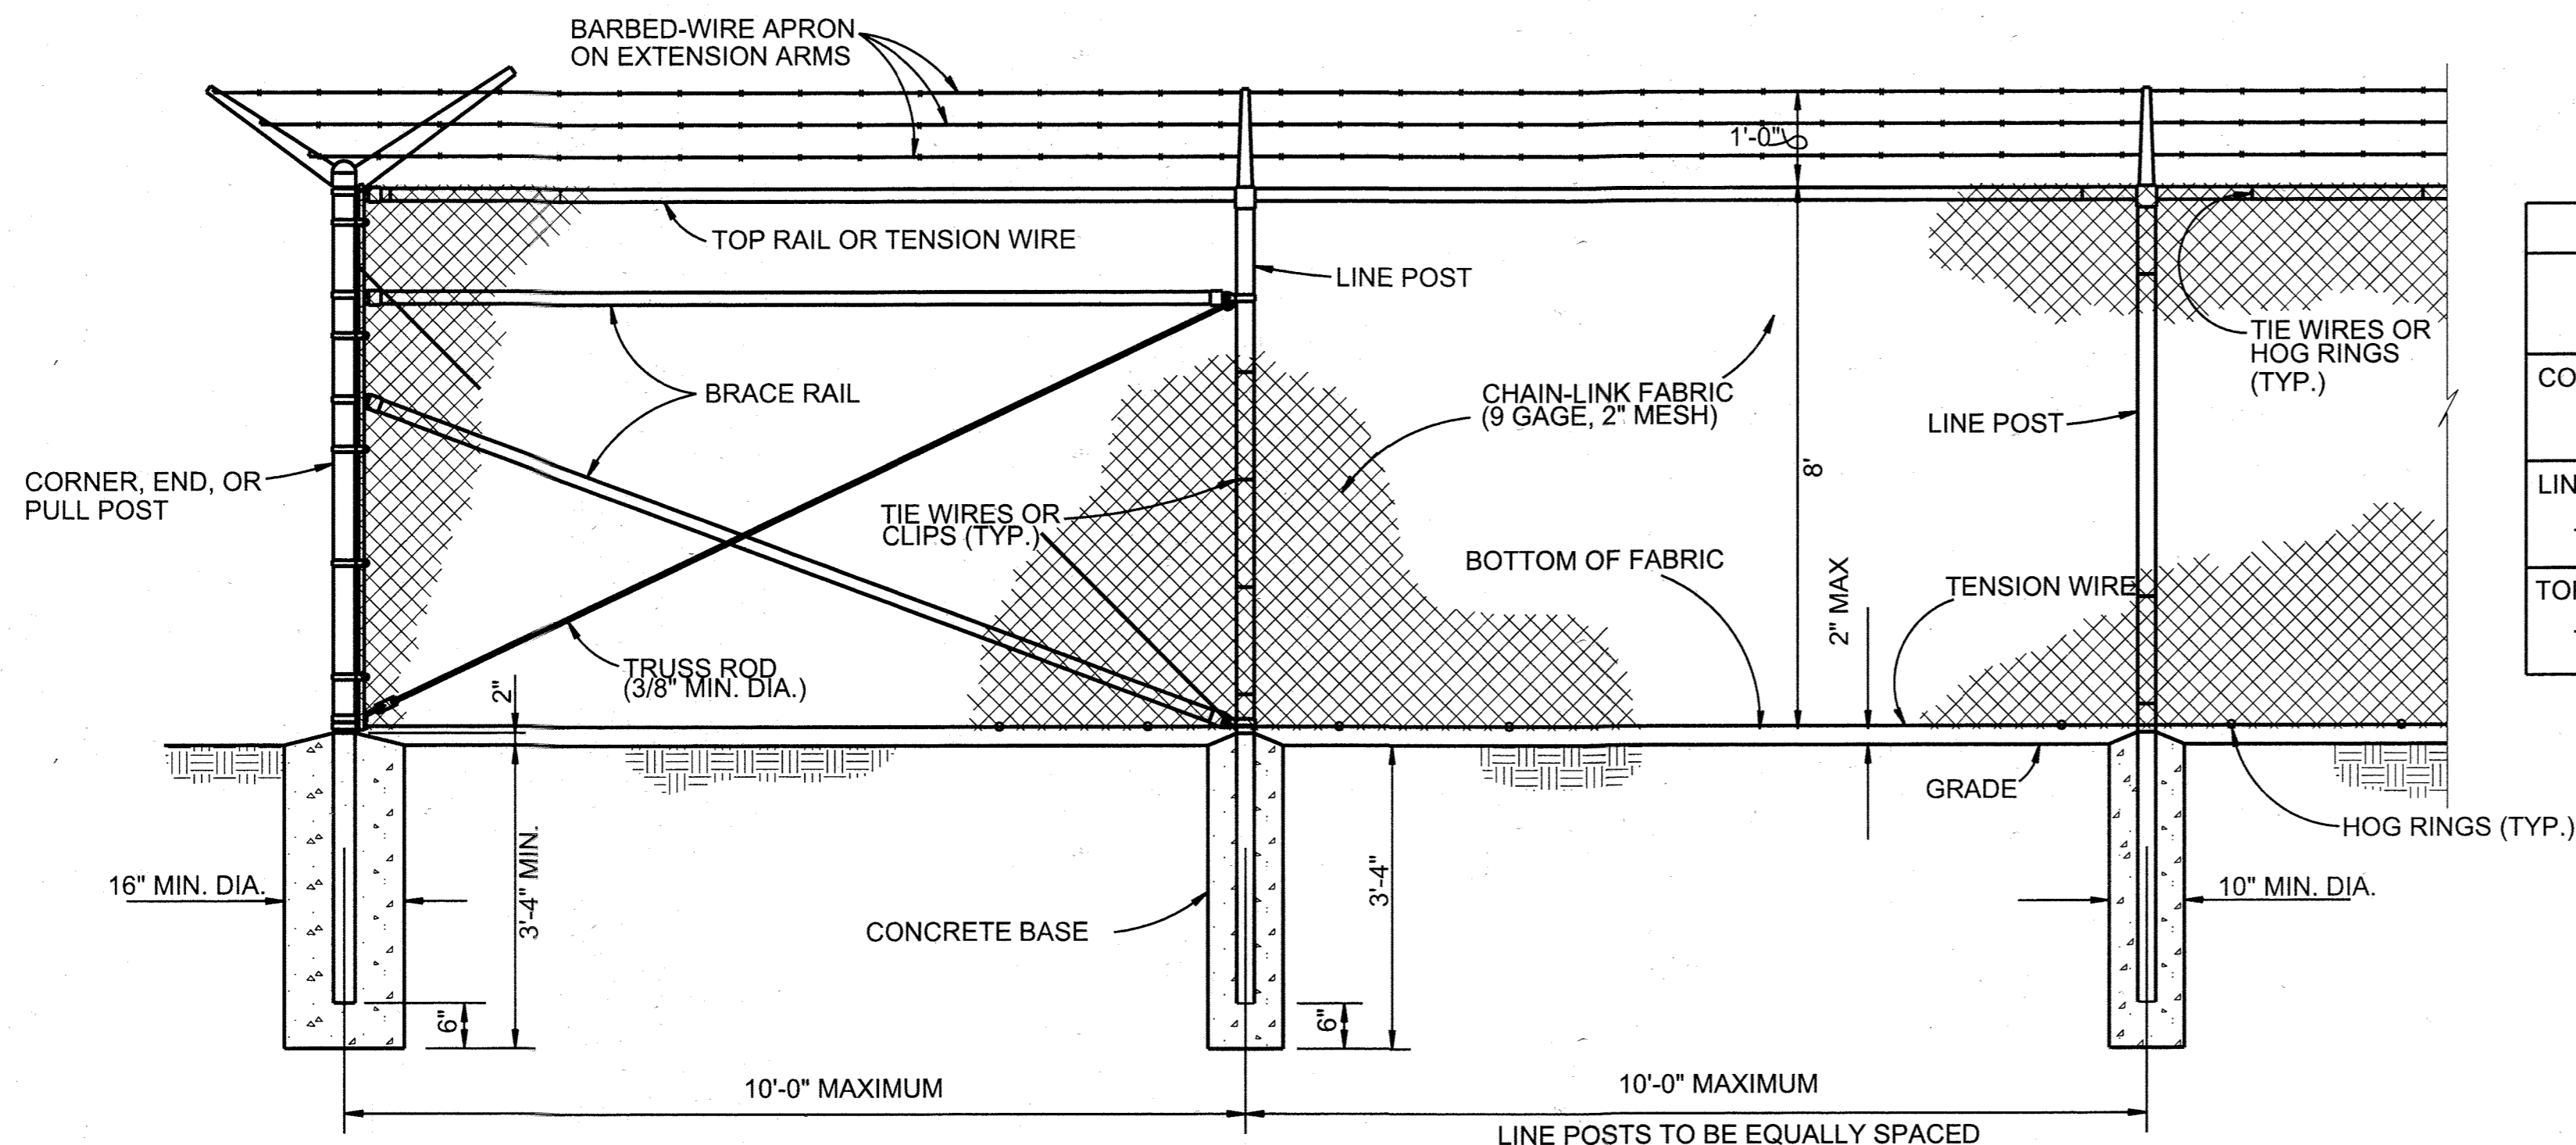 BARBED-WIRE APRON
ON EXTENSION ARMS
1'-0"
TOP RAIL OR TENSION WIRE
LINE POST
TIE WIRES OR
HOG RINGS
(TYP.)
BRACE RAIL
CHAIN-LINK FABRIC
(9 GAGE, 2" MESH)
LINE POST
8'
CORNER, END, OR
PULL POST
TIE WIRES OR
CLIPS (TYP.)
BOTTOM OF FABRIC
2" MAX
TENSION WIRE
TRUSS ROD
(3/8" MIN. DIA.)
2"
GRADE
HOG RINGS (TYP.)
16" MIN. DIA.
3'-4" MIN.
3'-4"
10" MIN. DIA.
CONCRETE BASE
6"
6"
10'-0" MAXIMUM
10'-0" MAXIMUM
LINE POSTS TO BE EQUALLY SPACED